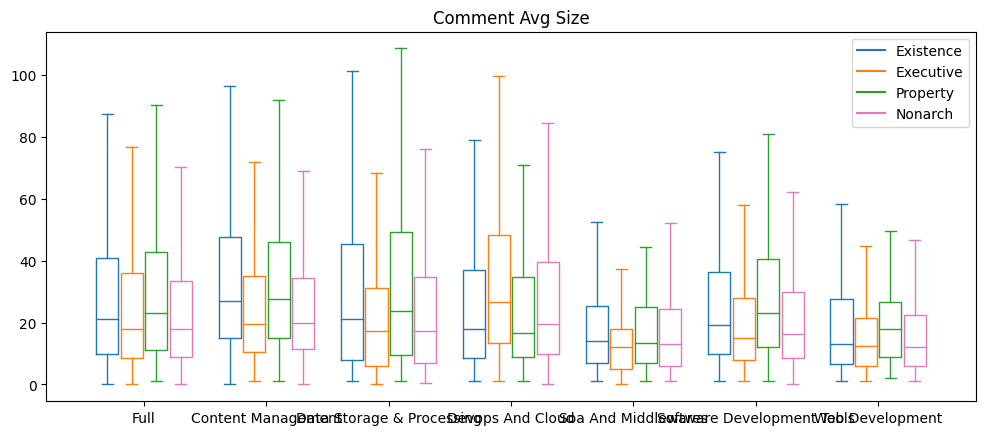 Comment Avg Size
Existence
Executive
Property
Nonarch
100
80
60
40
20
0
Full
Content Management
Data Storage & Processing
Devops And Cloud
Soa And Middlewares
Software Development Tools
Web Development